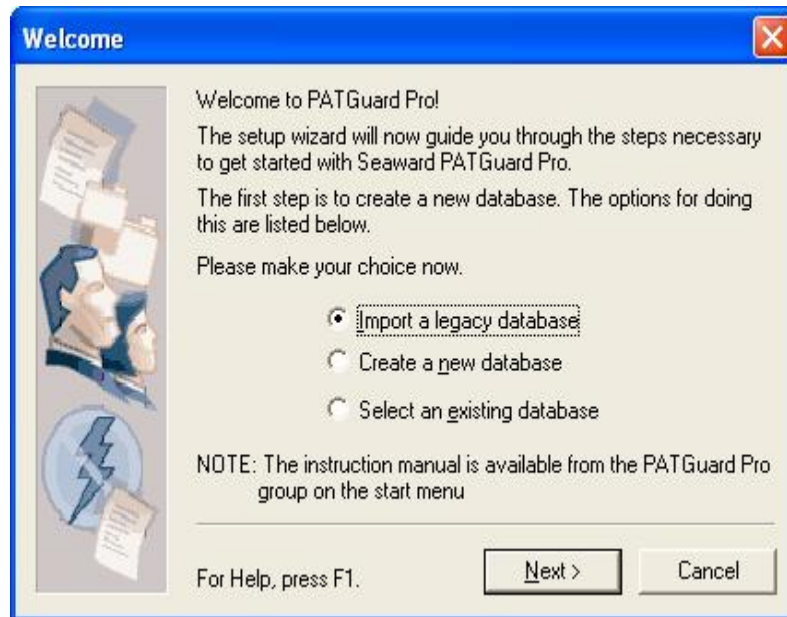 Welcome
Welcome to PATGuard Pro!
The setup wizard will now guide you through the steps necessary
to get started with Seaward PATGuard Pro.
The first step is to create a new database. The options for doing
this are listed below.
Please make your choice now.
Import a legacy database
Create a new database
Select an existing database
NOTE: The instruction manual is available from the PATGuard Pro
group on the start menu
For Help, press F1.
Next >
Cancel